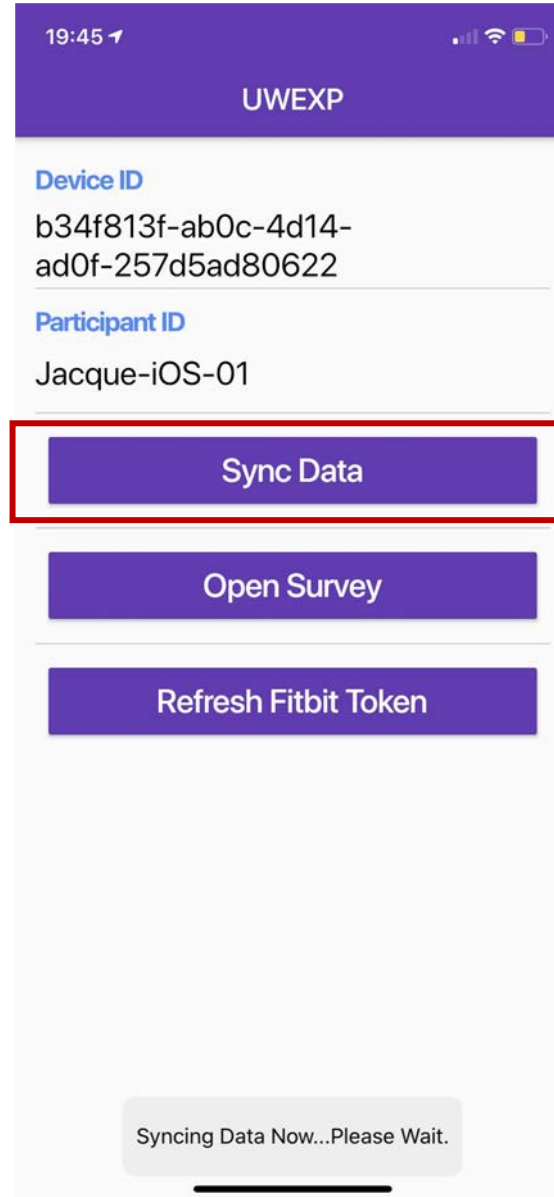 19:45
UWEXP
Device ID
b34f813f-ab0c-4d14-
ad0f-257d5ad80622
Participant ID
Jacque-iOS-01
Sync Data
Open Survey
Refresh Fitbit Token
Syncing Data Now...Please Wait.